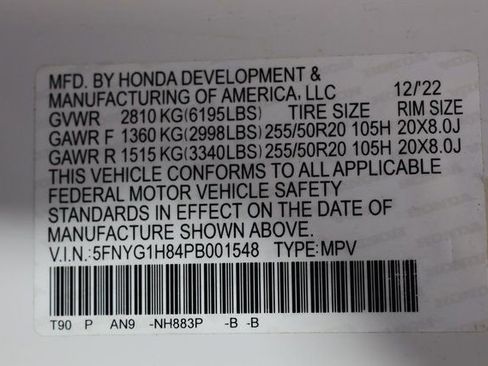 MFD. BY HONDA DEVELOPMENT &
MANUFACTURING OF AMERICA, LLC 12/'22
GVWR 2810 KG(6195LBS) TIRE SIZE RIM SIZE
GAWR F 1360 KG(2998LBS) 255/50R20 105H 20X8.0J
GAWR R 1515 KG(3340LBS) 255/50R20 105H 20X8.0J
THIS VEHICLE CONFORMS TO ALL APPLICABLE
FEDERAL MOTOR VEHICLE SAFETY
STANDARDS IN EFFECT ON THE DATE OF
MANUFACTURE SHOWN ABOVE.
V.I.N.: 5FNYG1H84PB001548 TYPE:MPV
T90 P AN9 -NH883P -B -B